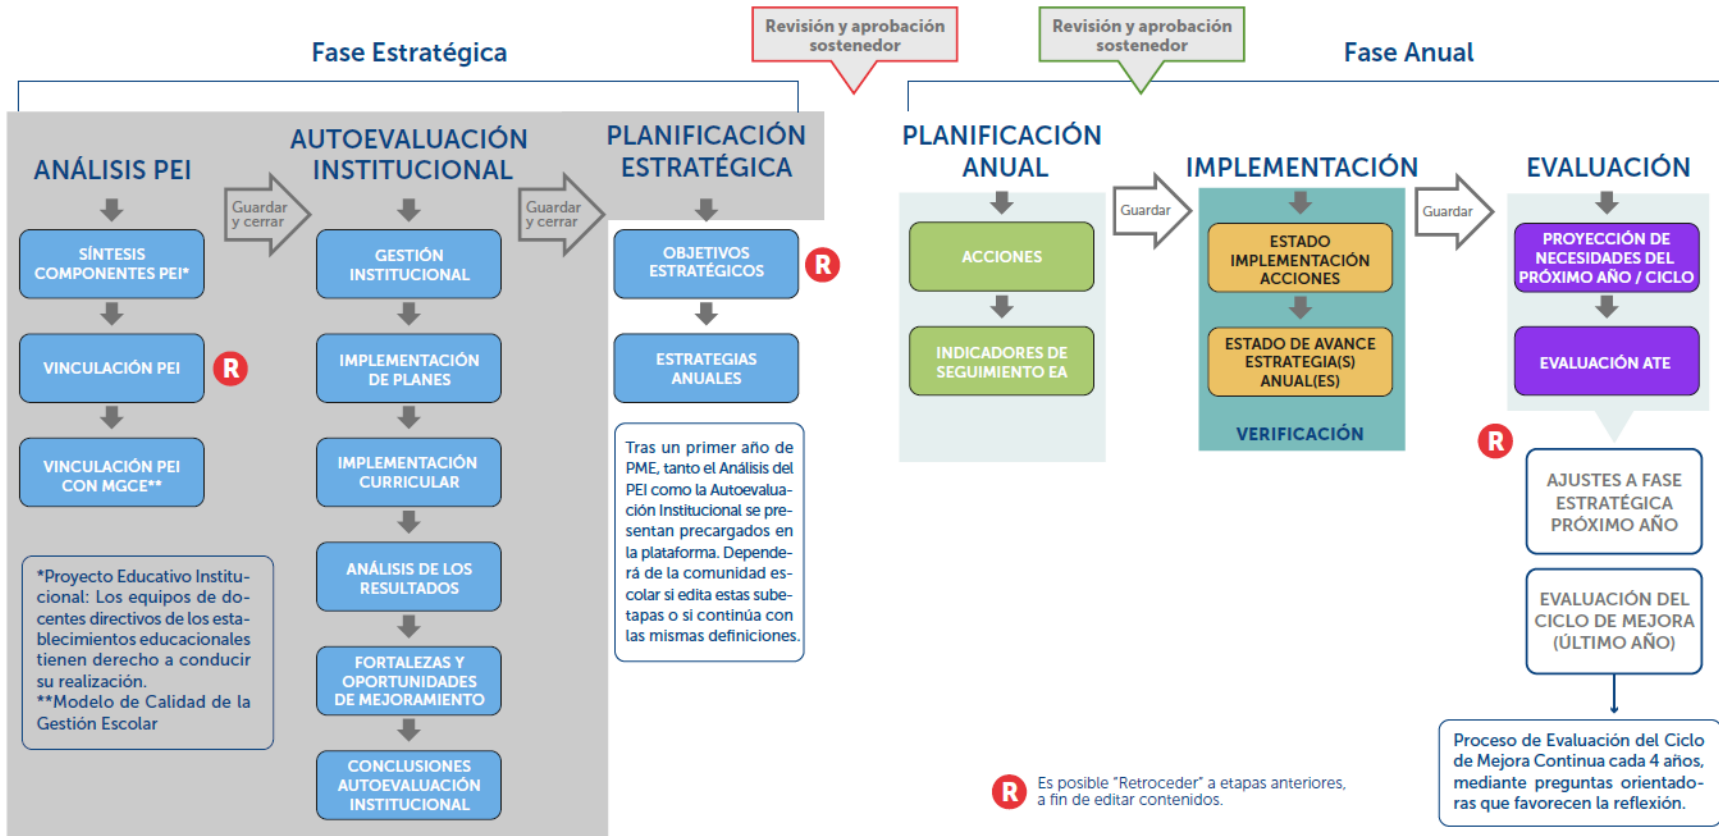 Fase Estratégica
Revisión y aprobación
sostenedor
Revisión y aprobación
sostenedor
Fase Anual
ANÁLISIS PEI
Guardar
y cerrar
SÍNTESIS
COMPONENTES PEI*
VINCULACIÓN PEI
R
VINCULACIÓN PEI
CON MGCE**
*Proyecto Educativo Institu-
cional: Los equipos de do-
centes directivos de los esta-
blecimientos educacionales
tienen derecho a conducir
su realización.
**Modelo de Calidad de la
Gestión Escolar
AUTOEVALUACIÓN
INSTITUCIONAL
Guardar
y cerrar
GESTIÓN
INSTITUCIONAL
IMPLEMENTACIÓN
DE PLANES
IMPLEMENTACIÓN
CURRICULAR
ANÁLISIS DE LOS
RESULTADOS
FORTALEZAS Y
OPORTUNIDADES
DE MEJORAMIENTO
CONCLUSIONES
AUTOEVALUACIÓN
INSTITUCIONAL
PLANIFICACIÓN
ESTRATÉGICA
OBJETIVOS
ESTRATÉGICOS
R
ESTRATEGIAS
ANUALES
Tras un primer año de
PME, tanto el Análisis del
PEI como la Autoevalua-
ción Institucional se pre-
sentan precargados en
la plataforma. Depende-
rá de la comunidad es-
colar si edita estas sube-
tapas o si continúa con
las mismas definiciones.
PLANIFICACIÓN
ANUAL
Guardar
ACCIONES
INDICADORES DE
SEGUIMIENTO EA
IMPLEMENTACIÓN
Guardar
ESTADO
IMPLEMENTACIÓN
ACCIONES
ESTADO DE AVANCE
ESTRATEGIA(S)
ANUAL(ES)
VERIFICACIÓN
EVALUACIÓN
PROYECCIÓN DE
NECESIDADES DEL
PRÓXIMO AÑO / CICLO
EVALUACIÓN ATE
R
AJUSTES A FASE
ESTRATÉGICA
PRÓXIMO AÑO
EVALUACIÓN DEL
CICLO DE MEJORA
(ÚLTIMO AÑO)
Proceso de Evaluación del Ciclo
de Mejora Continua cada 4 años,
mediante preguntas orientado-
ras que favorecen la reflexión.
R
Es posible "Retroceder" a etapas anteriores,
a fin de editar contenidos.